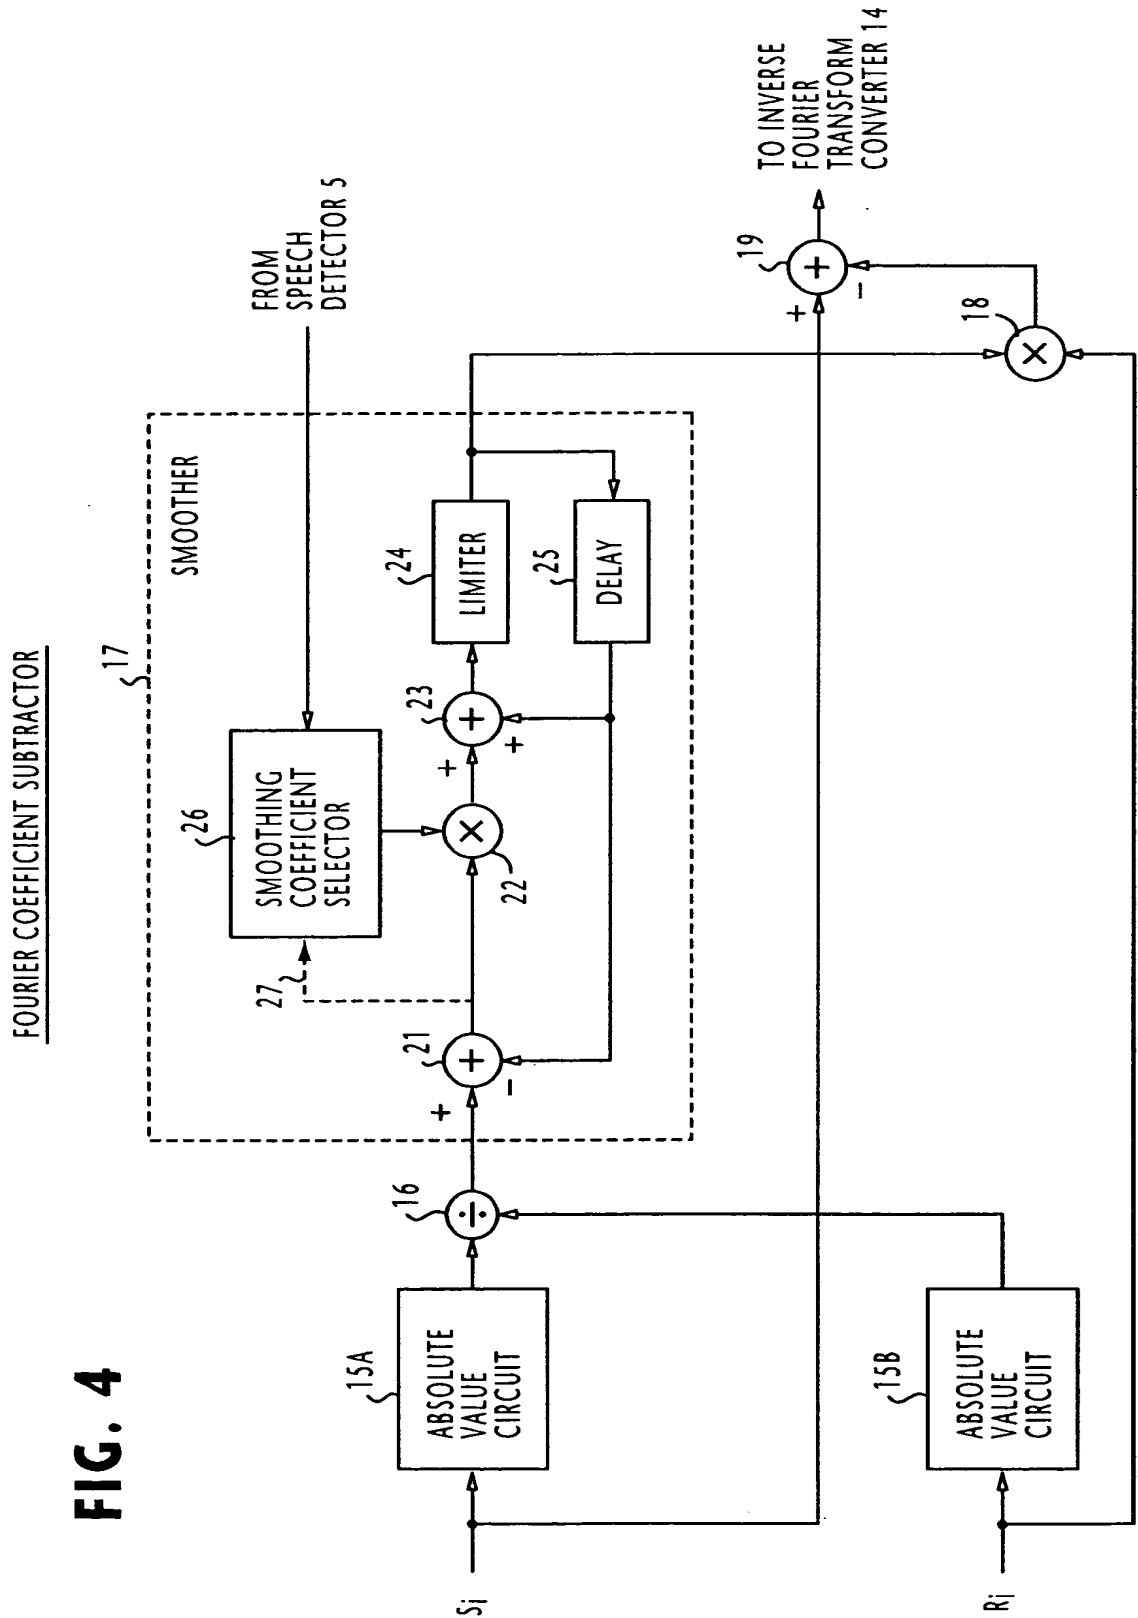 FIG. 4
FOURIER COEFFICIENT SUBTRACTOR
17
SMOOTHER
FROM
SPEECH
DETECTOR 5
26
SMOOTHING
COEFFICIENT
SELECTOR
27
Si
15A
ABSOLUTE
VALUE
CIRCUIT
16
÷
+
21
+
-
22
×
+
23
+
+
24
LIMITER
25
DELAY
Ri
15B
ABSOLUTE
VALUE
CIRCUIT
18
×
19
+
+
-
TO INVERSE
FOURIER
TRANSFORM
CONVERTER 14